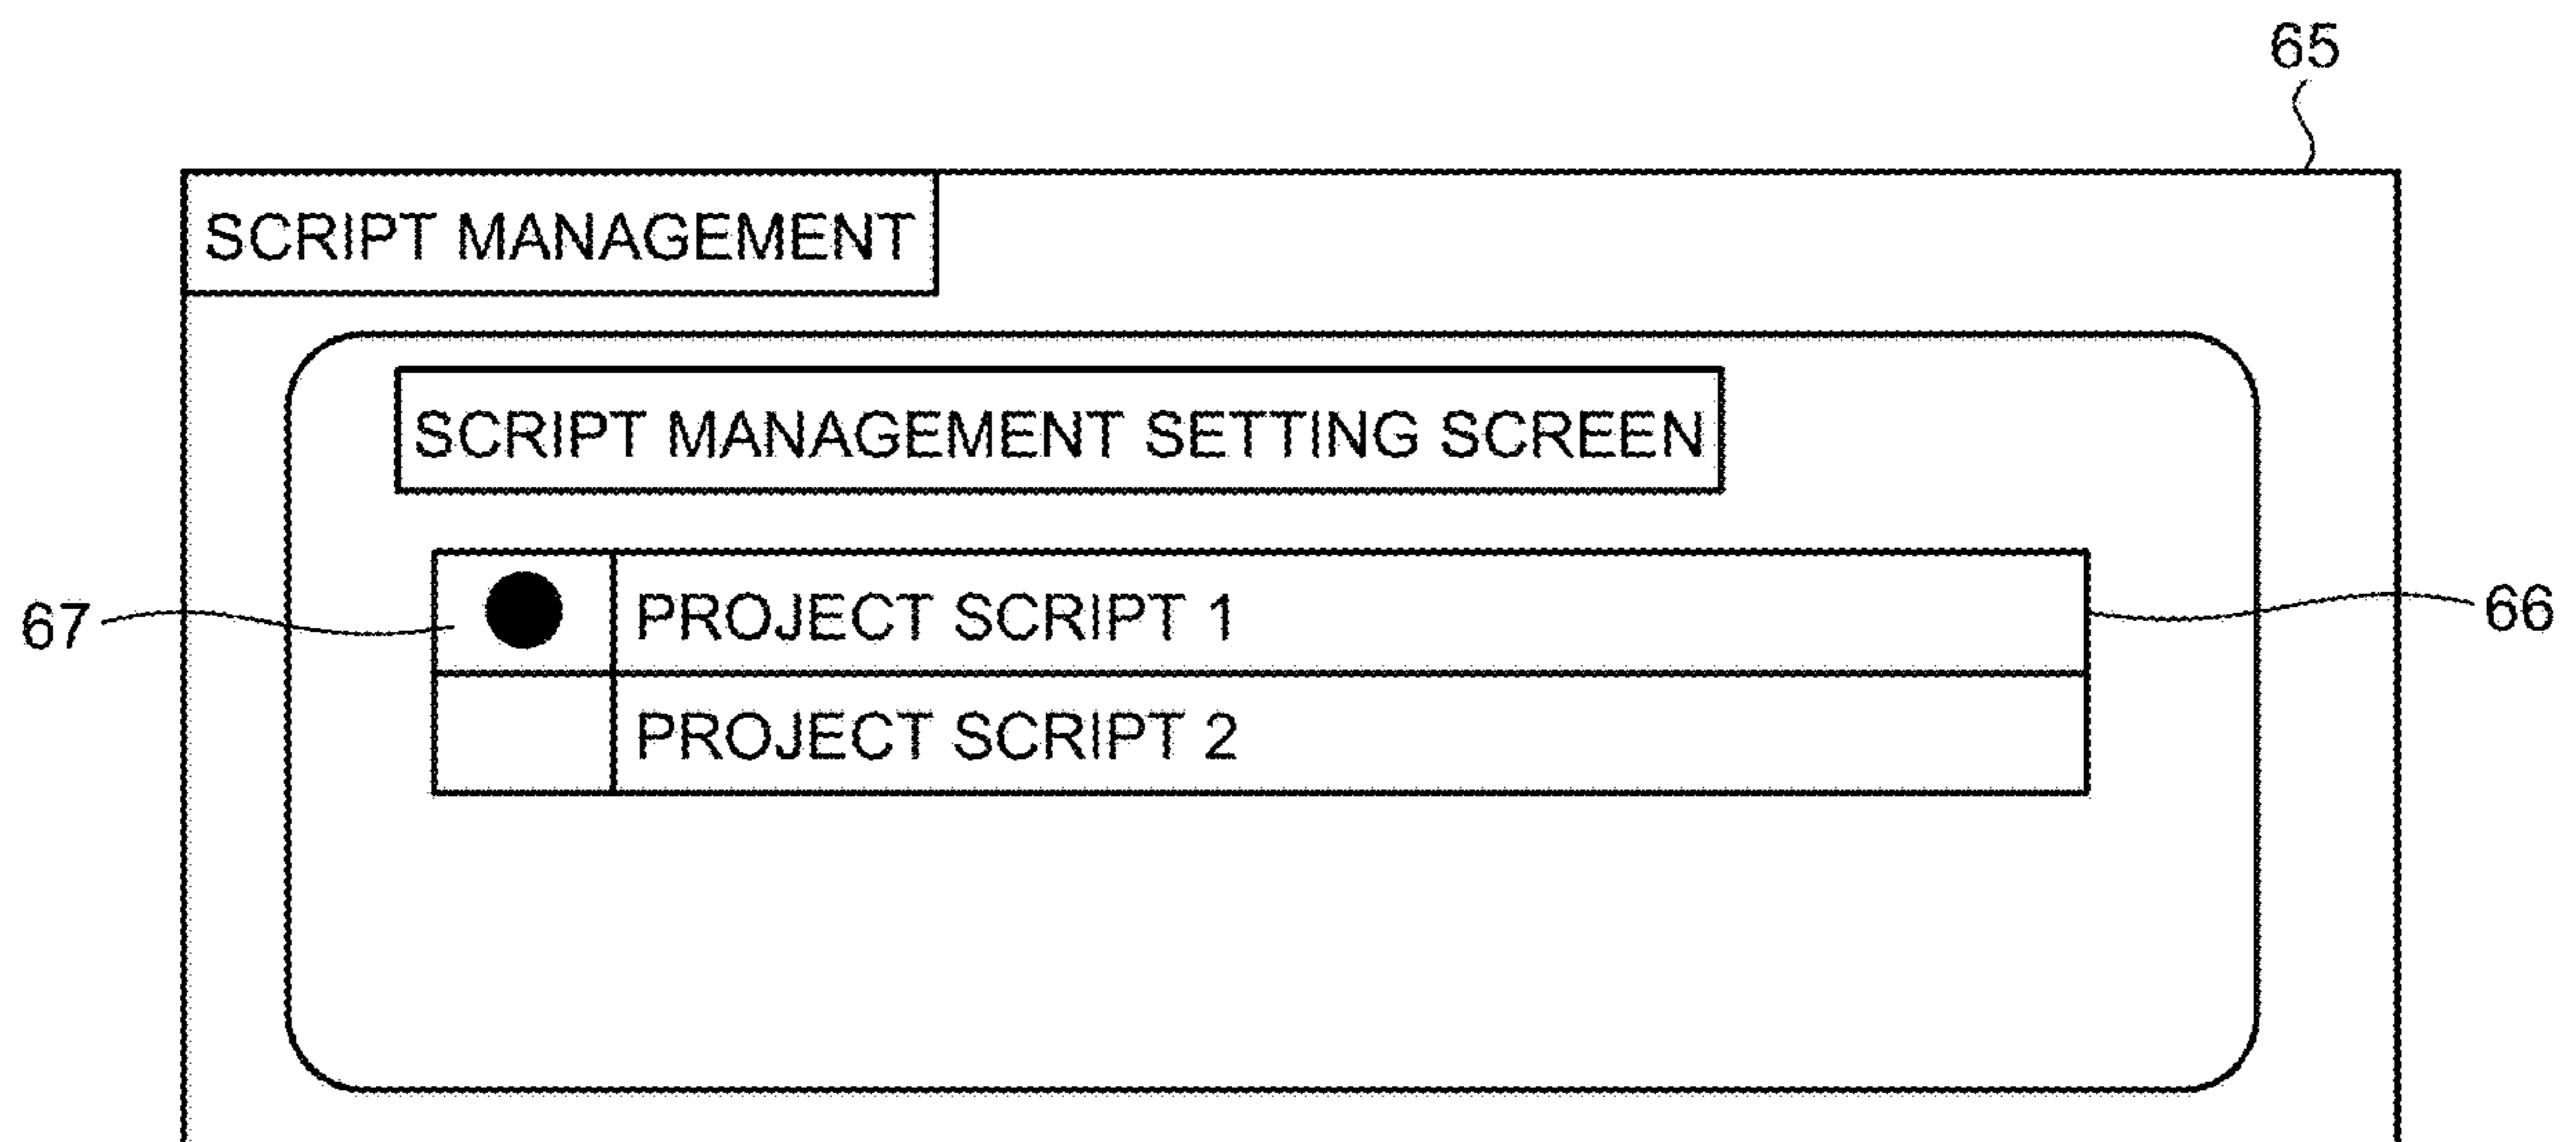 65
SCRIPT MANAGEMENT
SCRIPT MANAGEMENT SETTING SCREEN
67
PROJECT SCRIPT 1
66
PROJECT SCRIPT 2